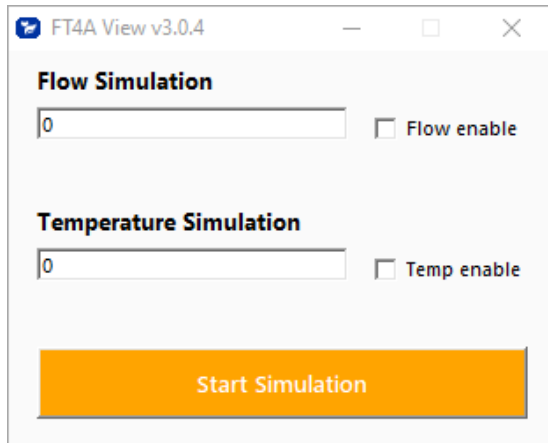 FT4A View v3.0.4
Flow Simulation
0
Flow enable
Temperature Simulation
0
Temp enable
Start Simulation